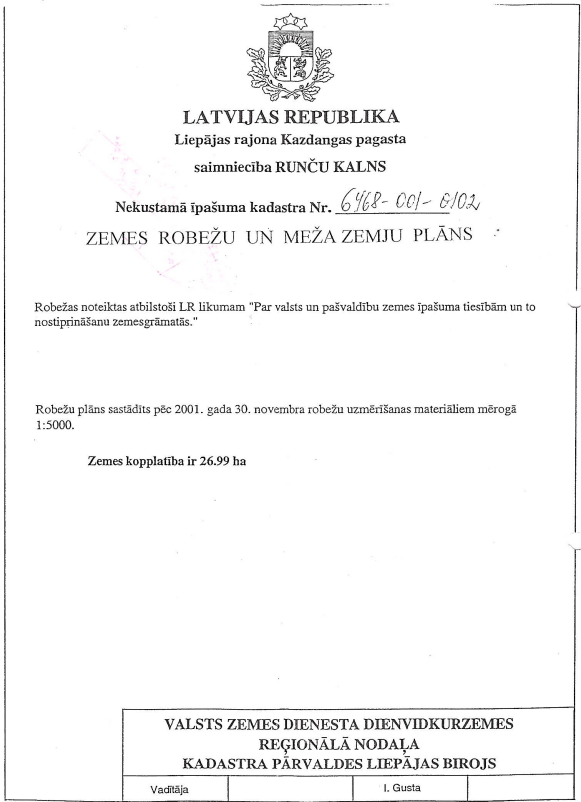 LATVIJAS REPUBLIKA
Liepājas rajona Kazdangas pagasta
saimniecība RUNČU KALNS
Nekustamā īpašuma kadastra Nr. 6468-001-0102
ZEMES ROBEŽU UN MEŽA ZEMJU PLĀNS
Robežas noteiktas atbilstoši LR likumam "Par valsts un pašvaldību zemes īpašuma tiesībām un to
nostiprināšanu zemesgrāmatās."
Robežu plāns sastādīts pēc 2001. gada 30. novembra robežu uzmērīšanas materiāliem mērogā
1:5000.
Zemes kopplatība ir 26.99 ha
VALSTS ZEMES DIENESTA DIENVIDKURZEMES
REĢIONĀLĀ NODAĻA
KADASTRA PĀRVALDES LIEPĀJAS BIROJS
Vadītāja I. Gusta